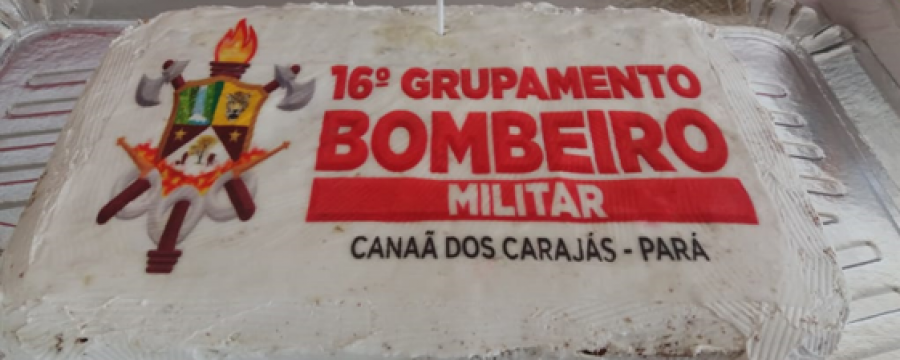 16º GRUPAMENTO
BOMBEIRO
MILITAR
CANAÃ DOS CARAJÁS - PARÁ